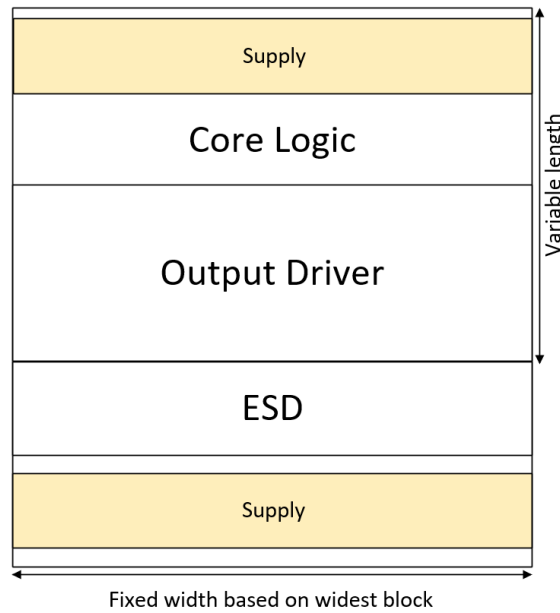 Supply
Core Logic
Variable length
Output Driver
ESD
Supply
Fixed width based on widest block